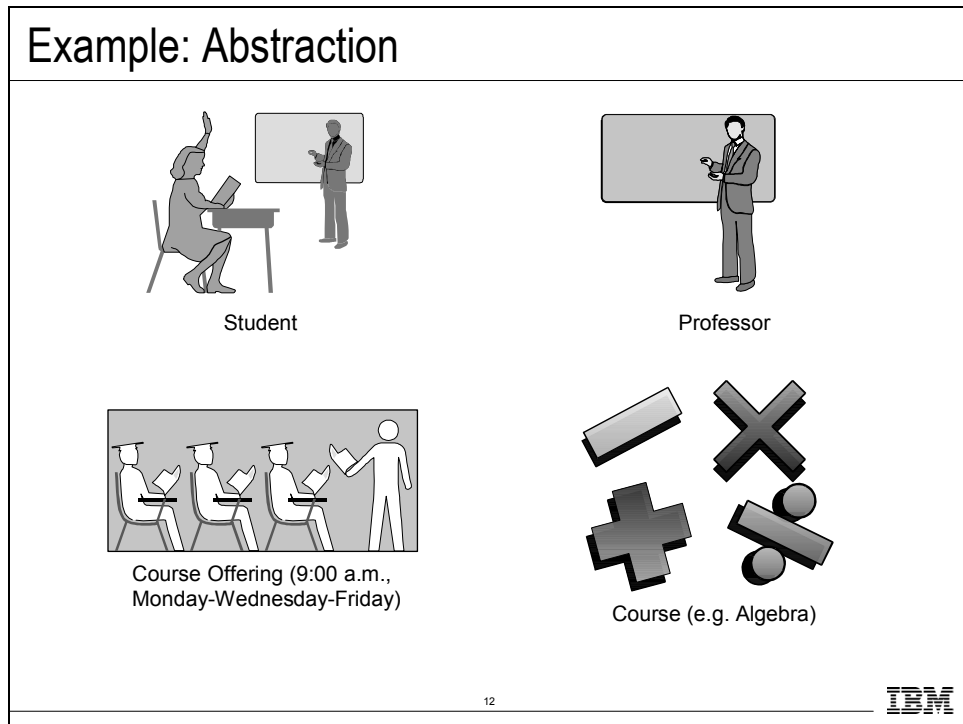 Example: Abstraction
Student
Professor
Course Offering (9:00 a.m.,
Monday-Wednesday-Friday)
Course (e.g. Algebra)
12
IBM